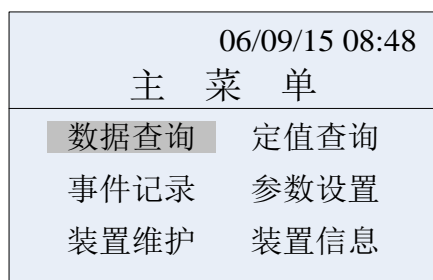 06/09/15 08:48
主 菜 单
数据查询 定值查询
事件记录 参数设置
装置维护 装置信息